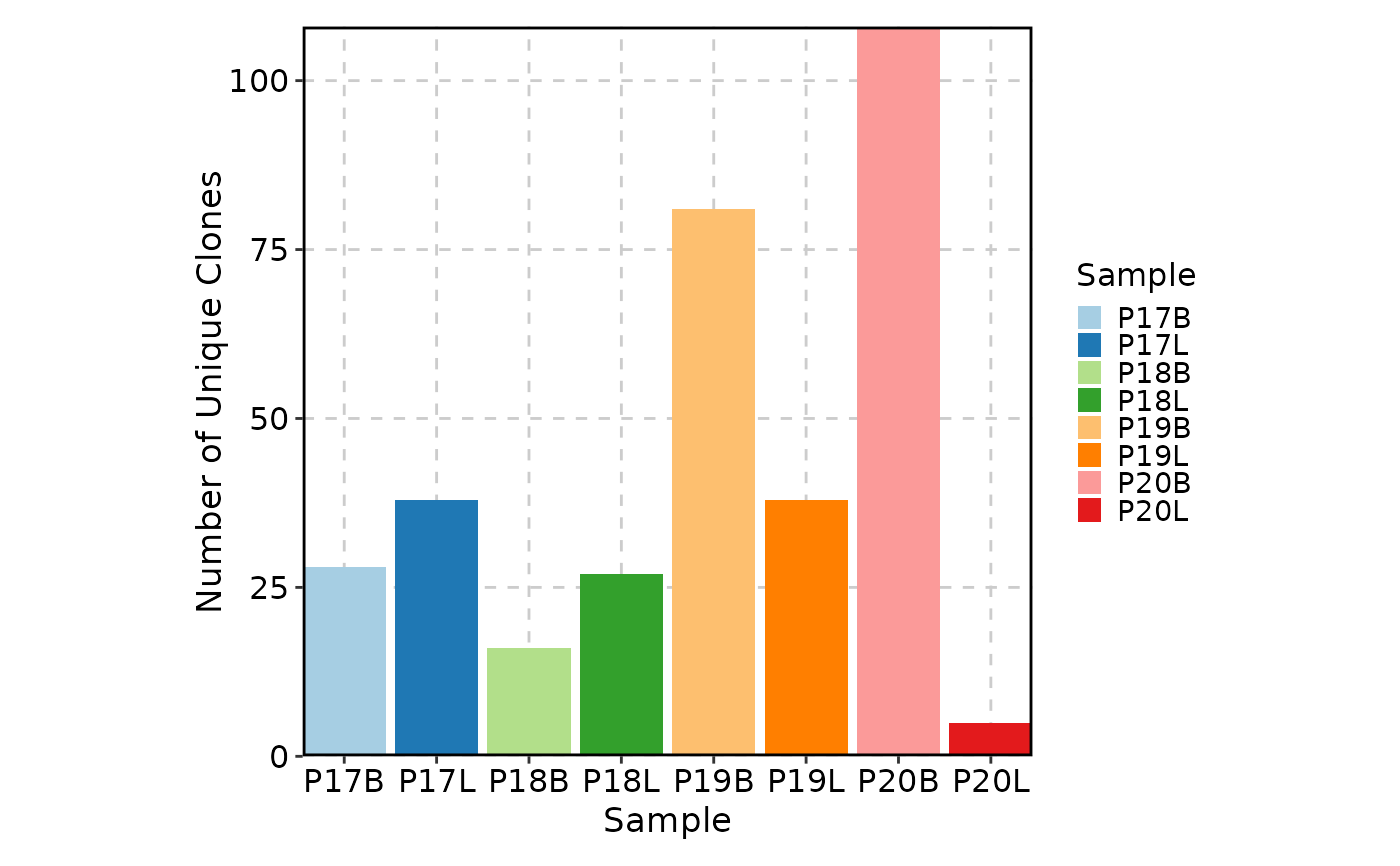 Number of Unique Clones
100
75
50
25
0
P17B P17L P18B P18L P19B P19L P20B P20L
Sample
Sample
P17B
P17L
P18B
P18L
P19B
P19L
P20B
P20L